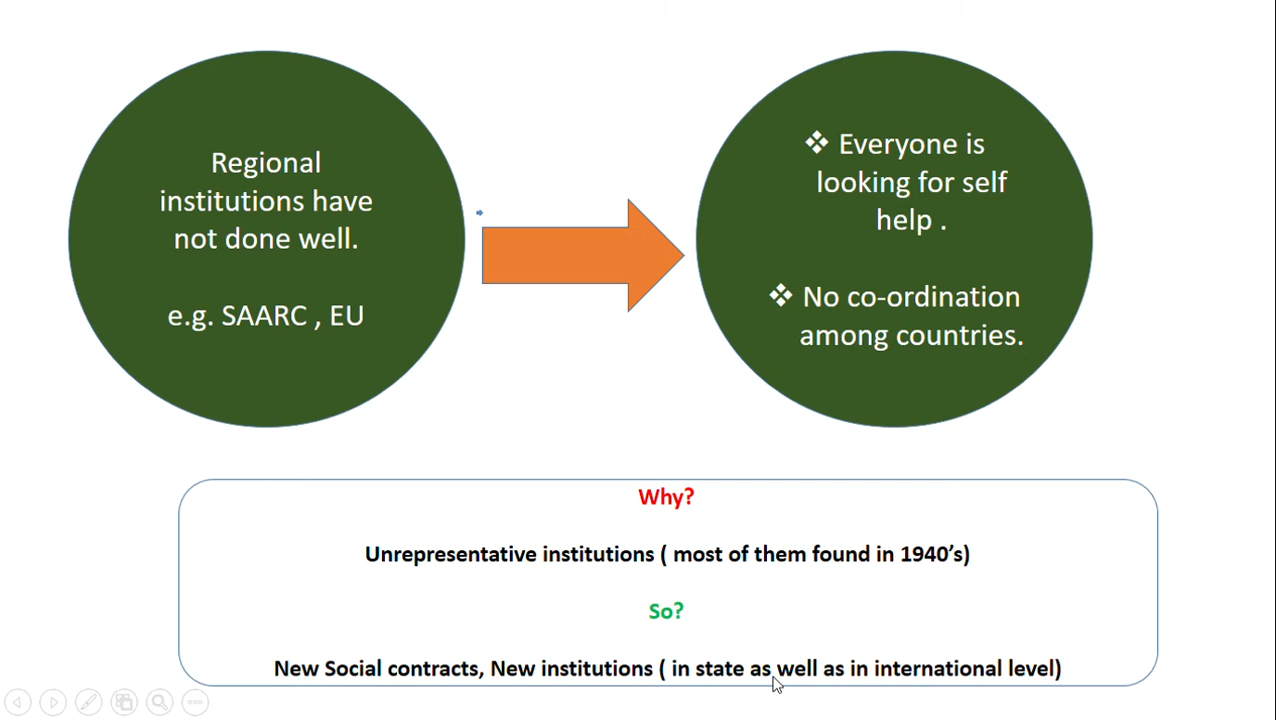 Regional
institutions have
not done well.
e.g. SAARC , EU
❖ Everyone is
looking for self
help .
❖ No co-ordination
among countries.
Why?
Unrepresentative institutions ( most of them found in 1940’s)
So?
New Social contracts, New institutions ( in state as well as in international level)